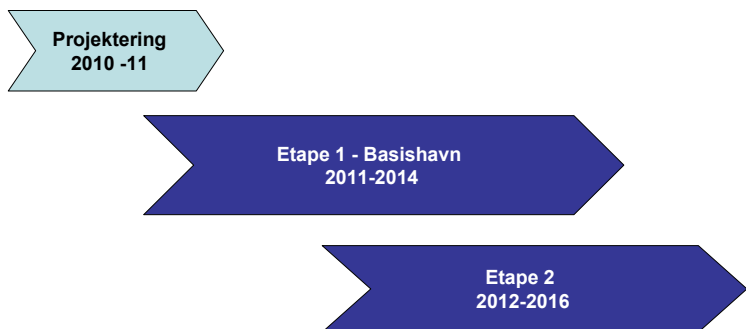 Projektering
2010 -11
Etape 1 - Basishavn
2011-2014
Etape 2
2012-2016